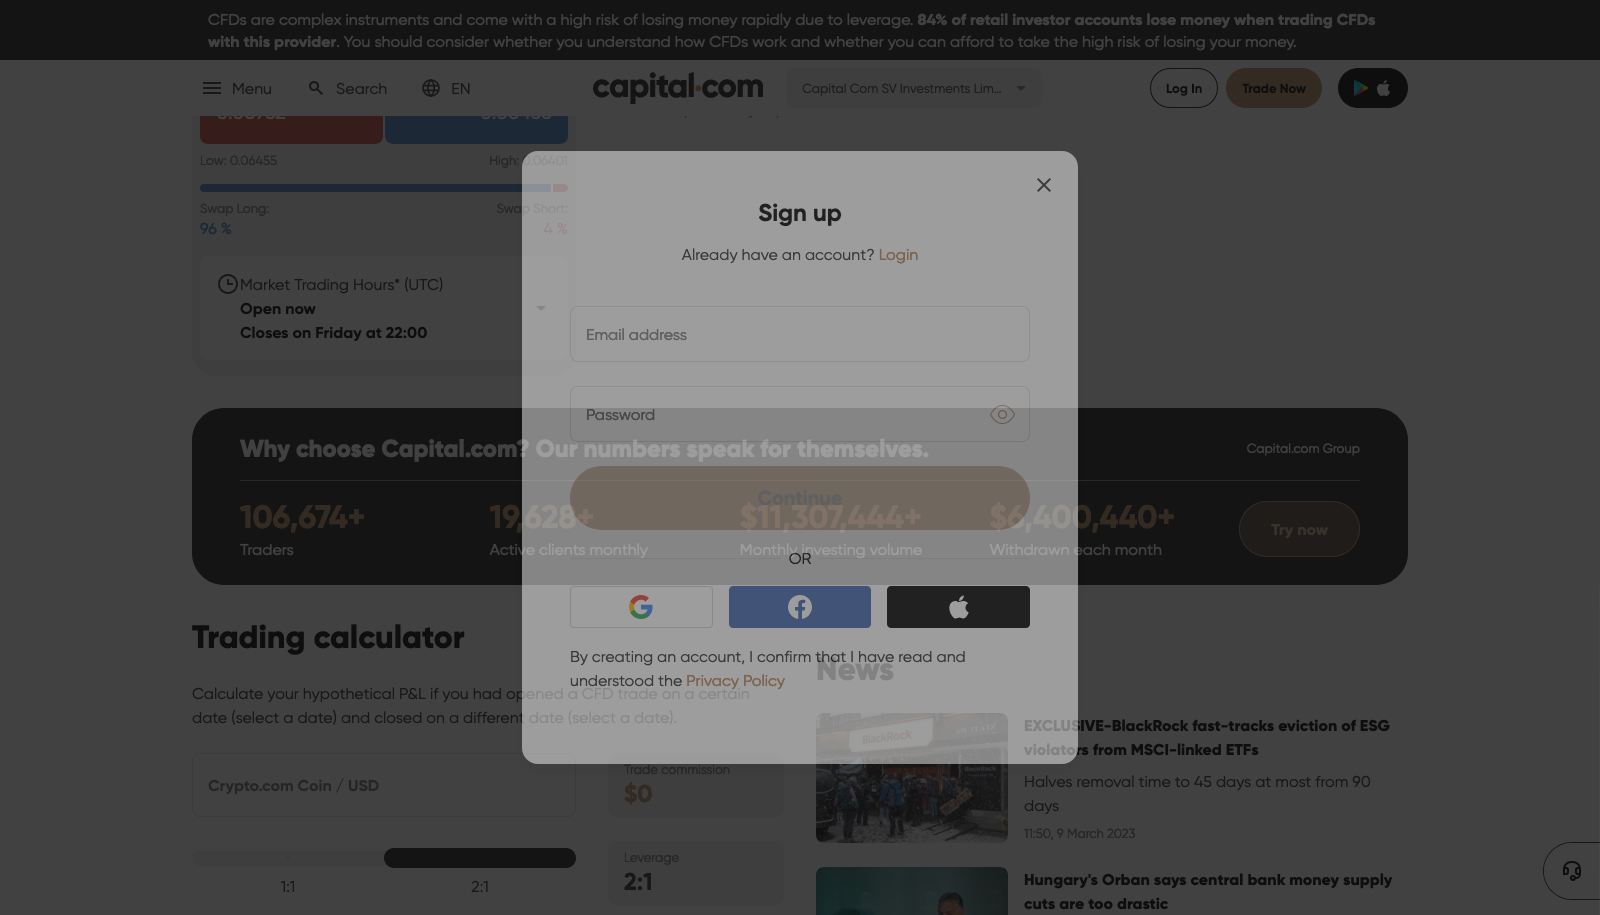 CFDs are complex instruments and come with a high risk of losing money rapidly due to leverage. 84% of retail investor accounts lose money when trading CFDs
with this provider. You should consider whether you understand how CFDs work and whether you can afford to take the high risk of losing your money.
Menu
Search
EN
capital.com
Capital Com SV Investments Lim...
Log In
Trade Now
Low: 0.06455
High: 0.06401
Swap Long:
Swap Short:
96 %
4 %
Market Trading Hours* (UTC)
Open now
Closes on Friday at 22:00
Sign up
Already have an account? Login
Email address
Password
Continue
OR
By creating an account, I confirm that I have read and
understood the Privacy Policy
Why choose Capital.com? Our numbers speak for themselves.
Capital.com Group
106,674+
Traders
19,628+
Active clients monthly
$11,307,444+
Monthly investing volume
$6,400,440+
Withdrawn each month
Try now
Trading calculator
Calculate your hypothetical P&L if you had opened a CFD trade on a certain
date (select a date) and closed on a different date (select a date).
Crypto.com Coin / USD
Trade commission
$0
1:1
2:1
Leverage
2:1
News
BlackRock
EXCLUSIVE-BlackRock fast-tracks eviction of ESG
violators from MSCI-linked ETFs
Halves removal time to 45 days at most from 90
days
11:50, 9 March 2023
Hungary's Orban says central bank money supply
cuts are too drastic